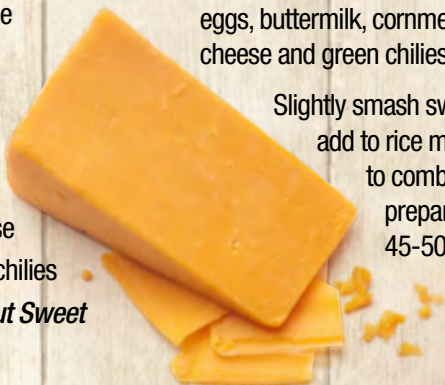 e
se
chilies
ut Sweet
eggs, buttermilk, cornme
cheese and green chilies
Slightly smash sw
add to rice m
to comb
prepar
45-50